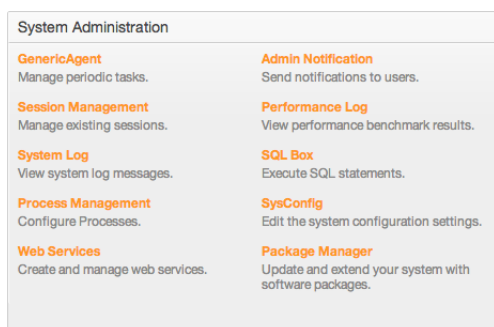 System Administration
GenericAgent
Manage periodic tasks.
Admin Notification
Send notifications to users.
Session Management
Manage existing sessions.
Performance Log
View performance benchmark results.
System Log
View system log messages.
SQL Box
Execute SQL statements.
Process Management
Configure Processes.
SysConfig
Edit the system configuration settings.
Web Services
Create and manage web services.
Package Manager
Update and extend your system with
software packages.